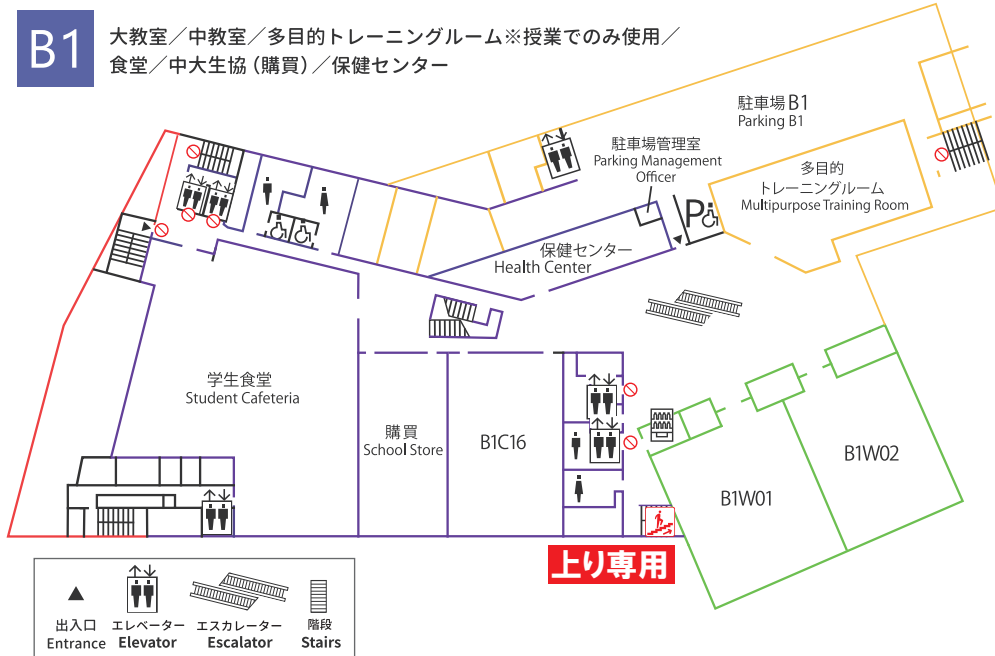 B1
大教室／中教室／多目的トレーニングルーム※授業でのみ使用／
食堂／中大生協（購買）／保健センター
駐車場 B1
Parking B1
駐車場管理室
Parking Management
Officer
多目的
トレーニングルーム
Multipurpose Training Room
P
保健センター
Health Center
学生食堂
Student Cafeteria
購買
School Store
B1C16
B1W02
B1W01
上り専用
出入口
Entrance
エレベーター
Elevator
エスカレーター
Escalator
階段
Stairs